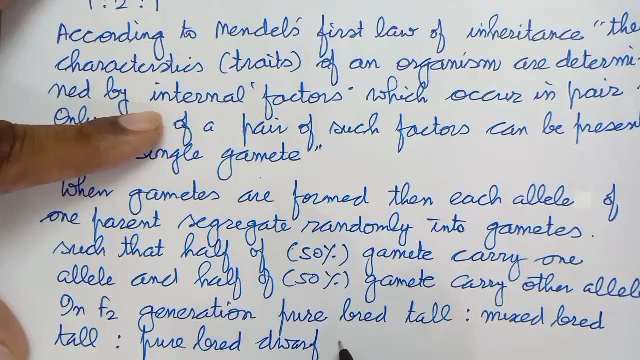 1 : 2 : 1
According to Mendel's first law of inheritance "the
characterstics (traits) of an organism are determi-
ned by internal 'factors' which occur in pair.
Only of a pair of such factors can be present
single gamete"
When gametes are formed then each allele of
one parent segregate randomly into gametes.
such that half of (50%) gamete carry one
allele and half of (50%) gamete carry other allele
In f2 generation pure bred tall : mixed bred
tall : pure bred dwarf